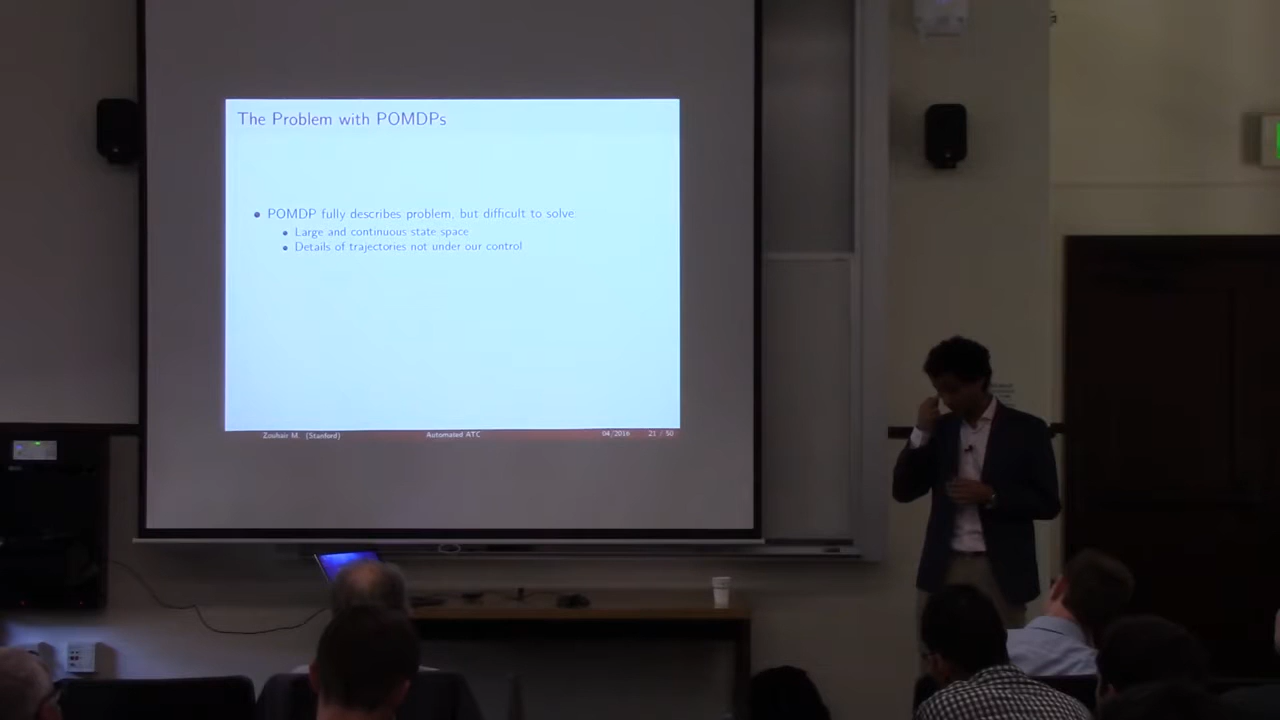 The Problem with POMDPs
POMDP fully describes problem, but difficult to solve
Large and continuous state space
Details of trajectories not under our control
Zouhair M. (Stanford) Automated ATC 04/2016 21 / 50